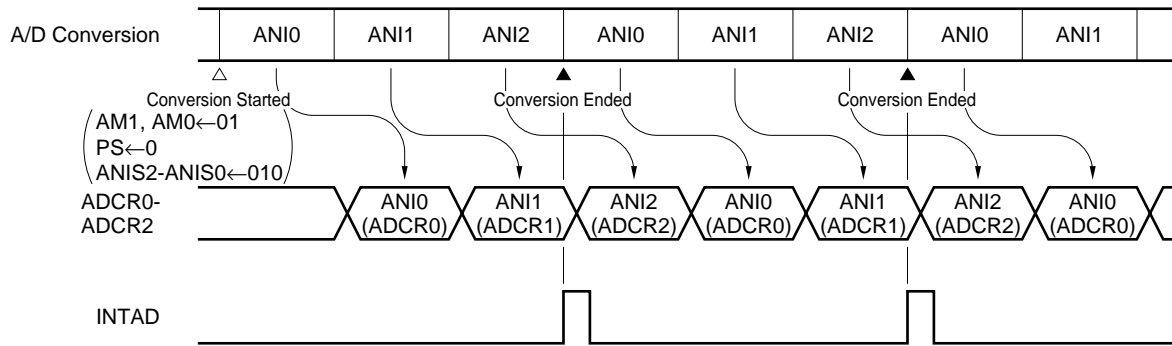 A/D Conversion
ANI0 ANI1 ANI2 ANI0 ANI1 ANI2 ANI0 ANI1
△ ▲ ▲
Conversion Started Conversion Ended Conversion Ended
AM1, AM0←01
PS←0
ANIS2-ANIS0←010
ADCR0-
ADCR2
ANI0 ANI1 ANI2 ANI0 ANI1 ANI2 ANI0
(ADCR0) (ADCR1) (ADCR2) (ADCR0) (ADCR1) (ADCR2) (ADCR0)
INTAD